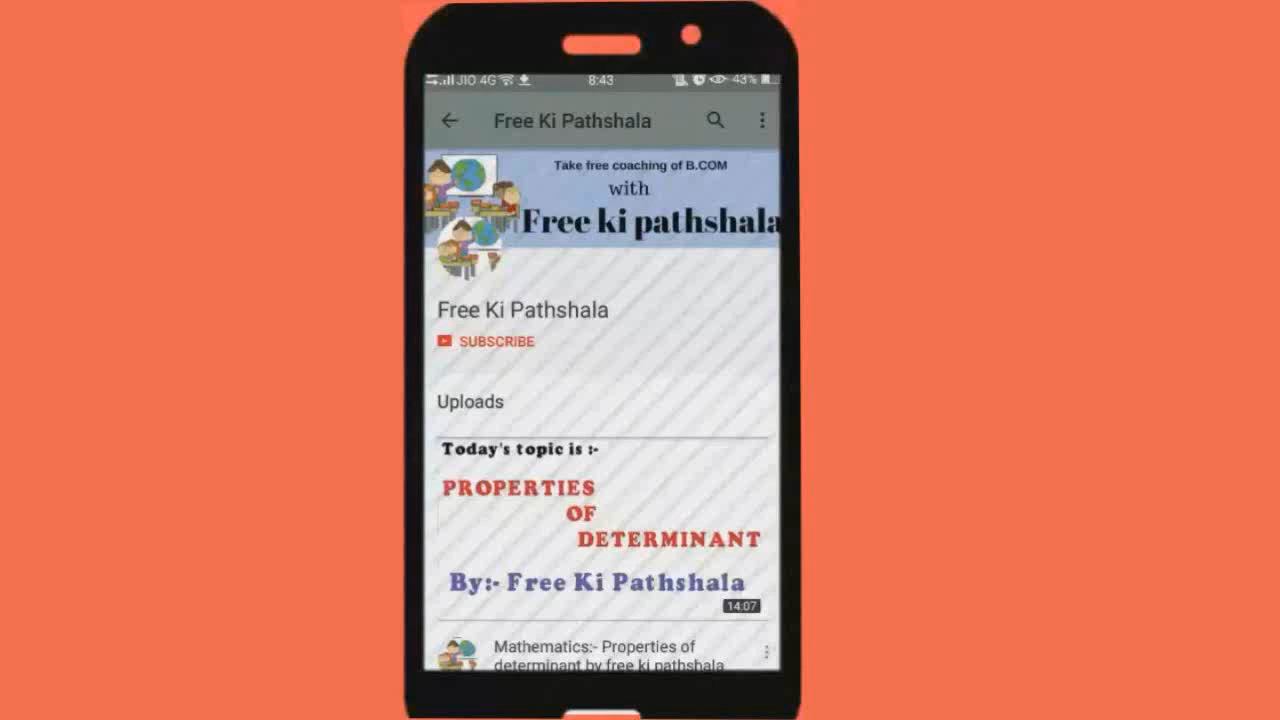 JIO 4G 8:43 43%
Free Ki Pathshala
Take free coaching of B.COM
with
Free ki pathshala
Free Ki Pathshala
SUBSCRIBE
Uploads
Today's topic is :-
PROPERTIES
OF
DETERMINANT
By:- Free Ki Pathshala
14:07
Mathematics:- Properties of
determinant by free ki pathshala